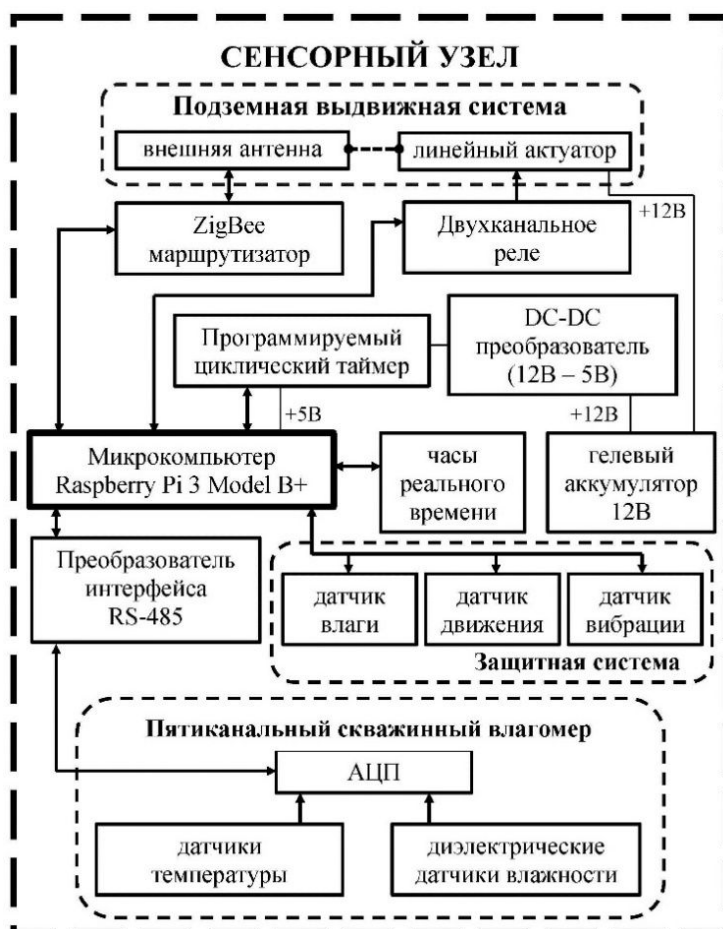 СЕНСОРНЫЙ УЗЕЛ
Подземная выдвижная система
внешняя антенна
линейный актуатор
+12В
ZigBee
маршрутизатор
Двухканальное
реле
Программируемый
циклический таймер
DC-DC
преобразователь
(12В – 5В)
+5В
+12В
Микрокомпьютер
Raspberry Pi 3 Model B+
часы
реального
времени
гелевый
аккумулятор
12В
Преобразователь
интерфейса
RS-485
датчик
влаги
датчик
движения
датчик
вибрации
Защитная система
Пятиканальный скважинный влагомер
АЦП
датчики
температуры
диэлектрические
датчики влажности